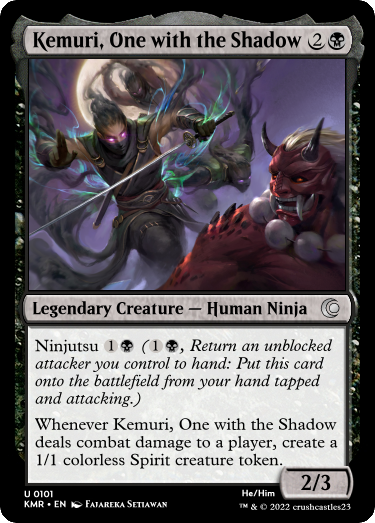 Kemuri, One with the Shadow 2
Legendary Creature — Human Ninja
Ninjutsu 1 (1, Return an unblocked
attacker you control to hand: Put this card
onto the battlefield from your hand tapped
and attacking.)
Whenever Kemuri, One with the Shadow
deals combat damage to a player, create a
1/1 colorless Spirit creature token.
2/3
U 0101
He/Him
KMR • EN Fajareka Setiawan
™ & © 2022 crushcastles23